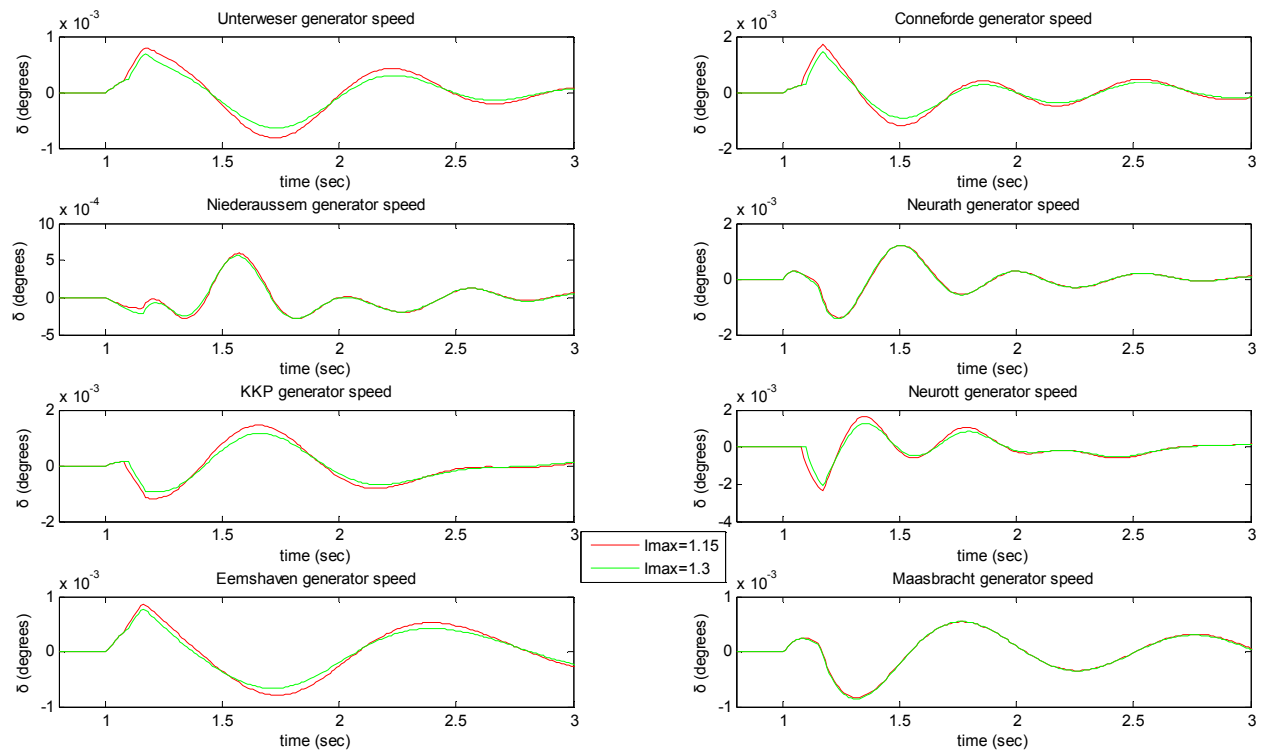 x 10^-3
Unterweser generator speed
1
0
-1
δ (degrees)
1
1.5
2
2.5
3
time (sec)
x 10^-3
Conneforde generator speed
2
0
-2
δ (degrees)
1
1.5
2
2.5
3
time (sec)
x 10^-4
Niederaussem generator speed
10
5
0
-5
δ (degrees)
1
1.5
2
2.5
3
time (sec)
x 10^-3
Neurath generator speed
2
0
-2
δ (degrees)
1
1.5
2
2.5
3
time (sec)
x 10^-3
KKP generator speed
2
0
-2
δ (degrees)
1
1.5
2
2.5
3
time (sec)
x 10^-3
Neurott generator speed
2
0
-2
-4
δ (degrees)
1
1.5
2
2.5
3
time (sec)
Imax=1.15
Imax=1.3
x 10^-3
Eemshaven generator speed
1
0
-1
δ (degrees)
1
1.5
2
2.5
3
time (sec)
x 10^-3
Maasbracht generator speed
1
0
-1
δ (degrees)
1
1.5
2
2.5
3
time (sec)